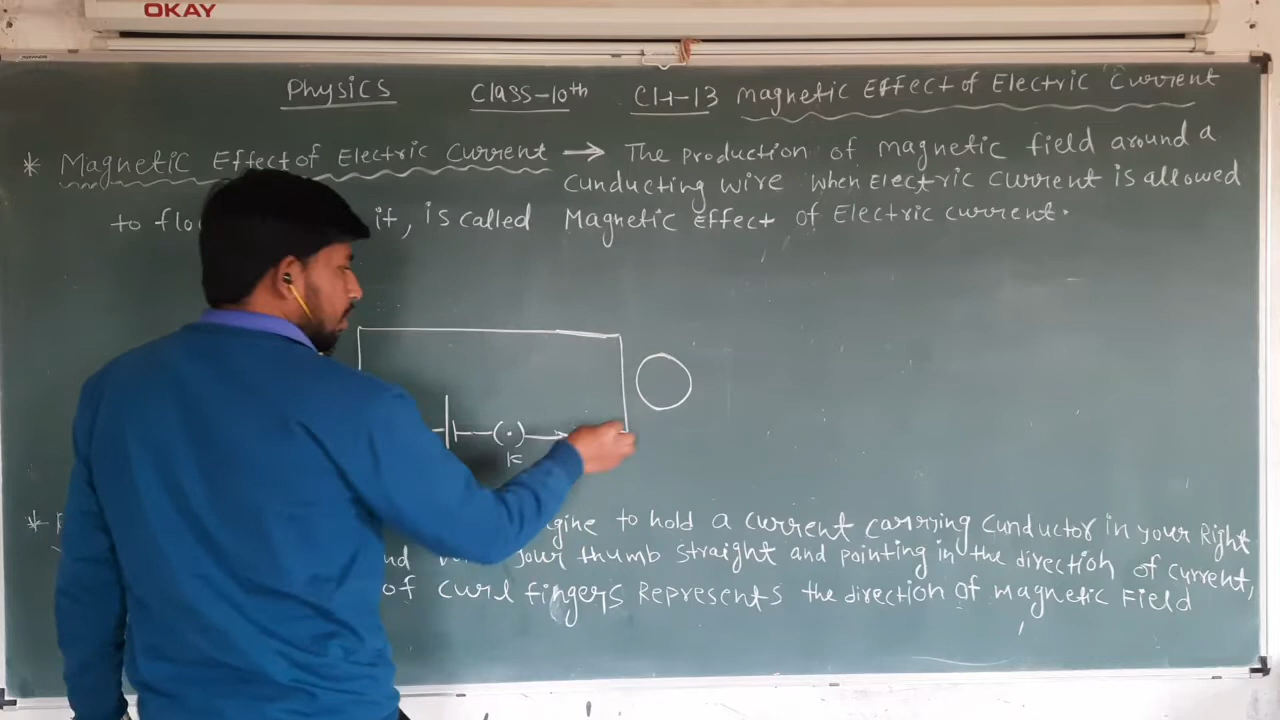 OKAY
Physics Class-10th CH-13 Magnetic Effect of Electric Current
* Magnetic Effect of Electric Current → The Production of magnetic field around a
Cunducting wire when Electric Current is allowed
to flo it, is called Magnetic Effect of Electric current.
K
* gine to hold a current carrying Cunductor in your Right
nd your thumb straight and pointing in the direction of current,
of curl fingers Represents the direction of magnetic Field